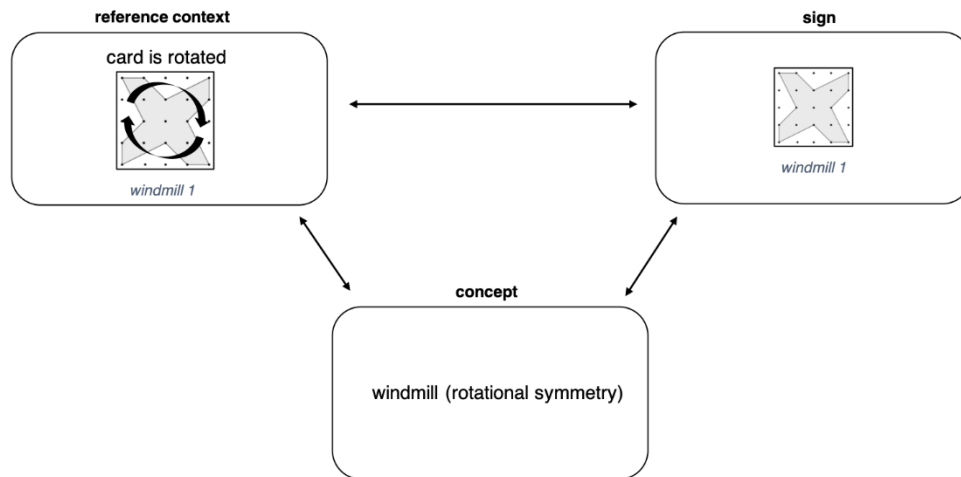 reference context
card is rotated
windmill 1
sign
windmill 1
concept
windmill (rotational symmetry)